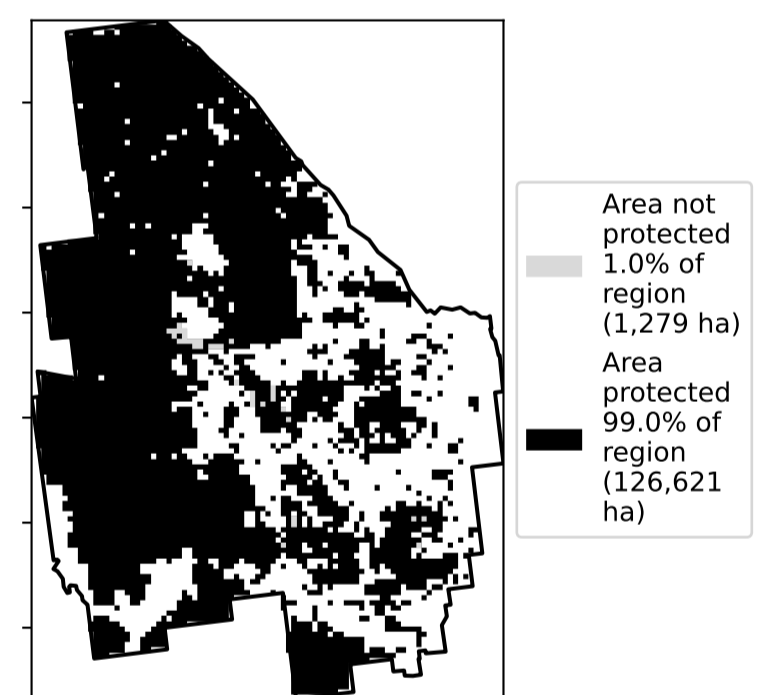 Area not
protected
1.0% of
region
(1,279 ha)
Area
protected
99.0% of
region
(126,621
ha)